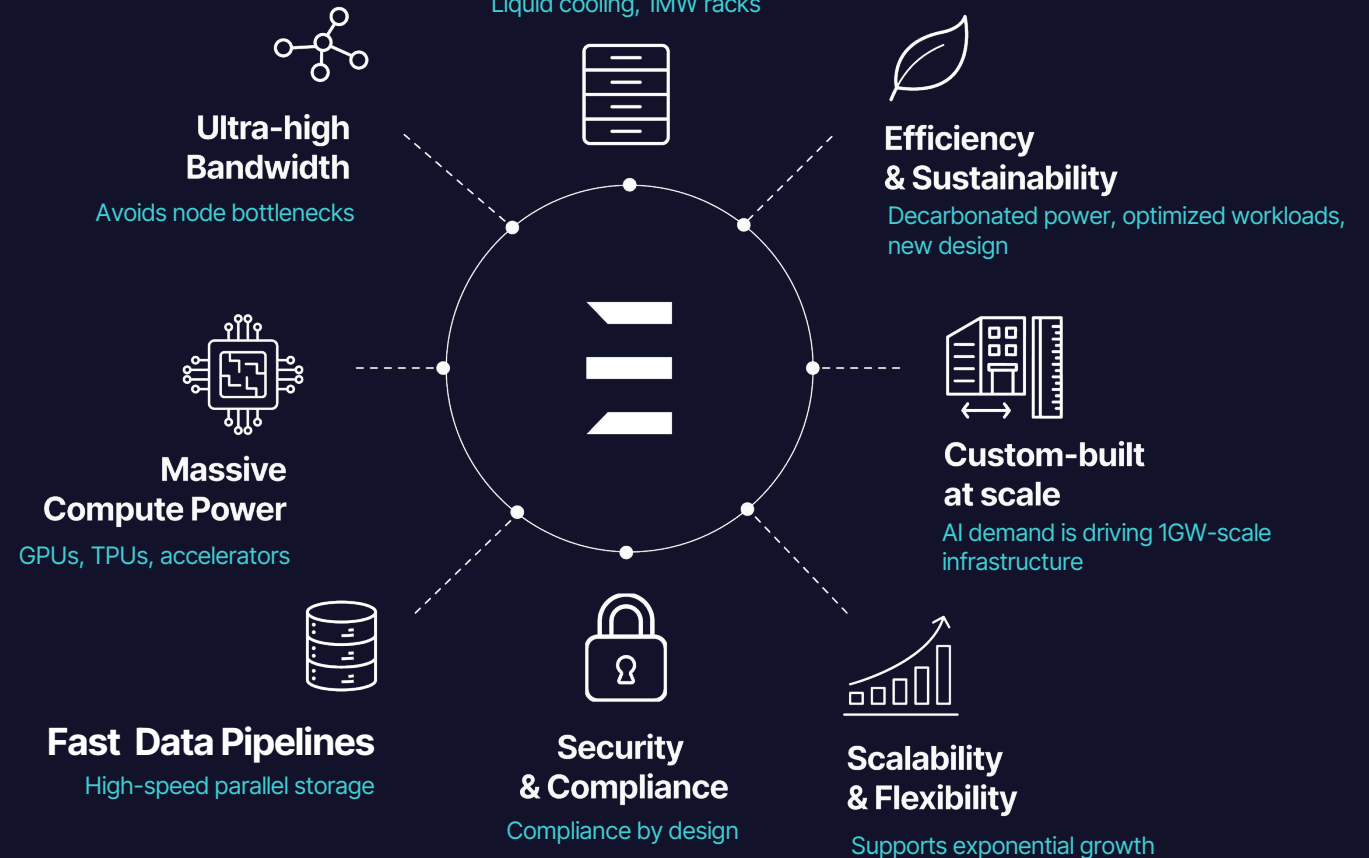 Liquid cooling, 1MW racks
Ultra-high
Bandwidth
Avoids node bottlenecks
Efficiency
& Sustainability
Decarbonated power, optimized workloads,
new design
Massive
Compute Power
GPUs, TPUs, accelerators
Custom-built
at scale
AI demand is driving 1GW-scale
infrastructure
Fast Data Pipelines
High-speed parallel storage
Security
& Compliance
Compliance by design
Scalability
& Flexibility
Supports exponential growth